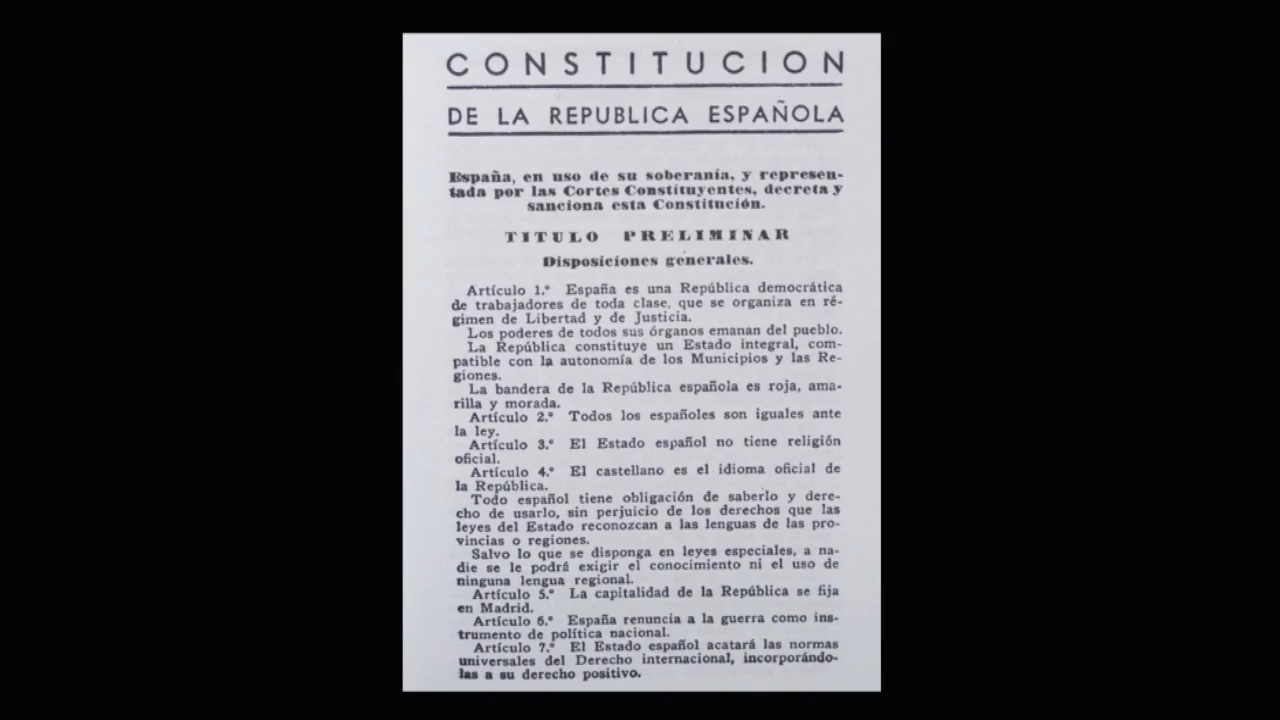 CONSTITUCION
DE LA REPUBLICA ESPAÑOLA
España, en uso de su soberanía, y represen-
tada por las Cortes Constituyentes, decreta y
sanciona esta Constitución.
TITULO PRELIMINAR
Disposiciones generales.
Artículo 1.º España es una República democrática
de trabajadores de toda clase, que se organiza en ré-
gimen de Libertad y de Justicia.
Los poderes de todos sus órganos emanan del pueblo.
La República constituye un Estado integral, com-
patible con la autonomía de los Municipios y las Re-
giones.
La bandera de la República española es roja, ama-
rilla y morada.
Artículo 2.º Todos los españoles son iguales ante
la ley.
Artículo 3.º El Estado español no tiene religión
oficial.
Artículo 4.º El castellano es el idioma oficial de
la República.
Todo español tiene obligación de saberlo y dere-
cho de usarlo, sin perjuicio de los derechos que las
leyes del Estado reconozcan a las lenguas de las pro-
vincias o regiones.
Salvo lo que se disponga en leyes especiales, a na-
die se le podrá exigir el conocimiento ni el uso de
ninguna lengua regional.
Artículo 5.º La capitalidad de la República se fija
en Madrid.
Artículo 6.º España renuncia a la guerra como ins-
trumento de política nacional.
Artículo 7.º El Estado español acatará las normas
universales del Derecho internacional, incorporándo-
las a su derecho positivo.